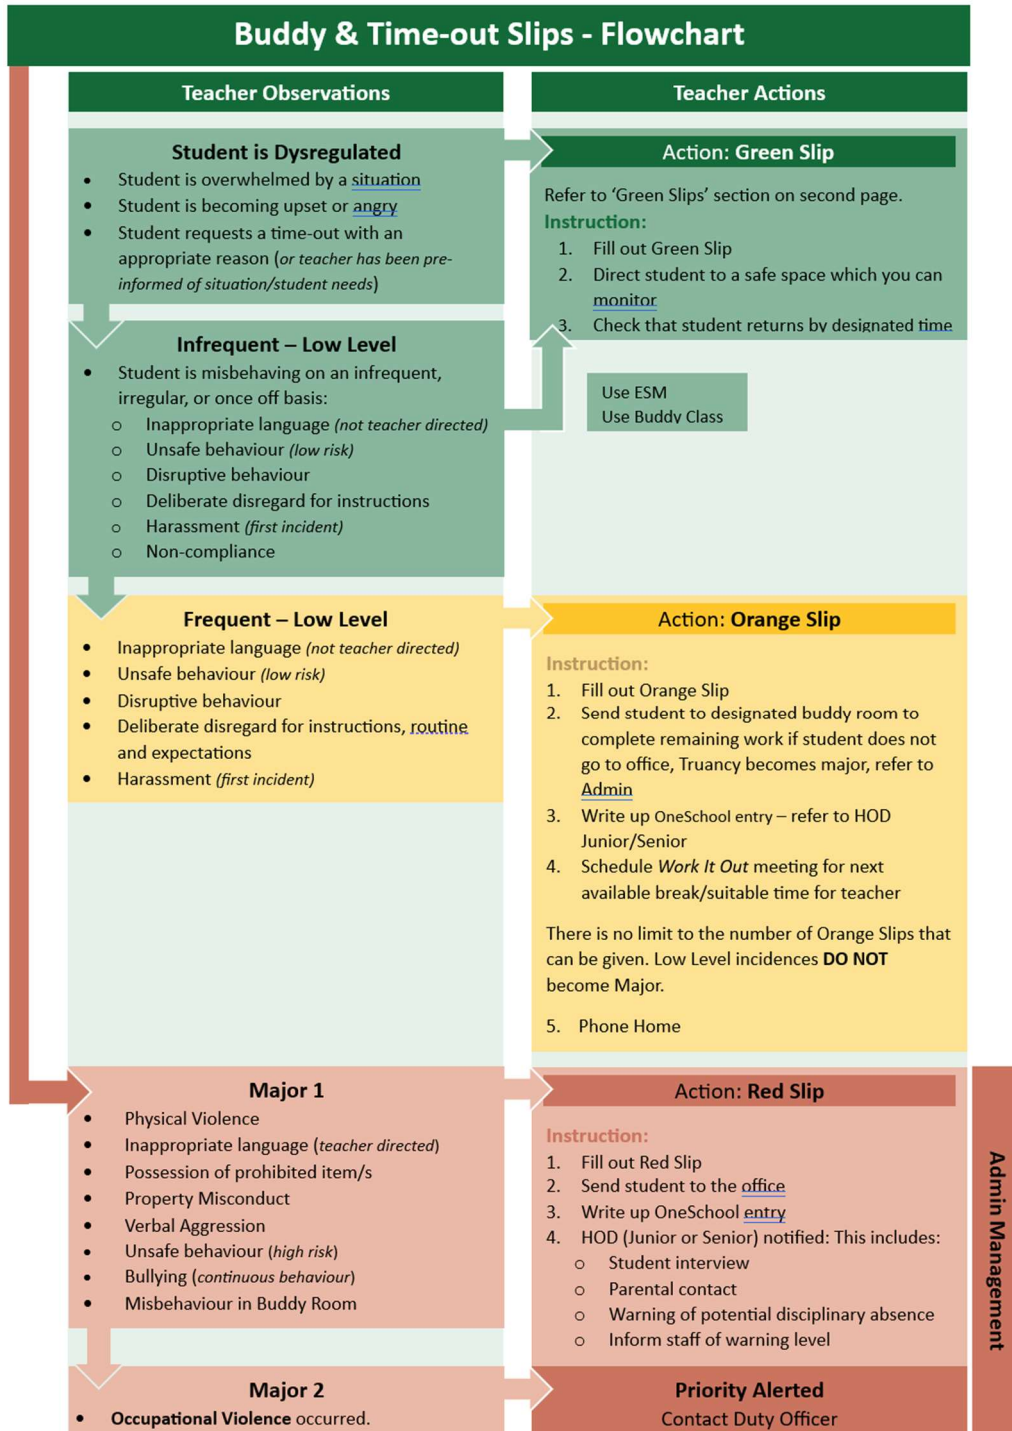 Buddy & Time-out Slips - Flowchart
Teacher Observations
Student is Dysregulated
• Student is overwhelmed by a situation
• Student is becoming upset or angry
• Student requests a time-out with an
appropriate reason (or teacher has been pre-
informed of situation/student needs)
Infrequent – Low Level
• Student is misbehaving on an infrequent,
irregular, or once off basis:
o Inappropriate language (not teacher directed)
o Unsafe behaviour (low risk)
o Disruptive behaviour
o Deliberate disregard for instructions
o Harassment (first incident)
o Non-compliance
Frequent – Low Level
• Inappropriate language (not teacher directed)
• Unsafe behaviour (low risk)
• Disruptive behaviour
• Deliberate disregard for instructions, routine
and expectations
• Harassment (first incident)
Major 1
• Physical Violence
• Inappropriate language (teacher directed)
• Possession of prohibited item/s
• Property Misconduct
• Verbal Aggression
• Unsafe behaviour (high risk)
• Bullying (continuous behaviour)
• Misbehaviour in Buddy Room
Major 2
• Occupational Violence occurred.
Teacher Actions
Action: Green Slip
Refer to ‘Green Slips’ section on second page.
Instruction:
1. Fill out Green Slip
2. Direct student to a safe space which you can
monitor
3. Check that student returns by designated time
Use ESM
Use Buddy Class
Action: Orange Slip
Instruction:
1. Fill out Orange Slip
2. Send student to designated buddy room to
complete remaining work if student does not
go to office, Truancy becomes major, refer to
Admin
3. Write up OneSchool entry – refer to HOD
Junior/Senior
4. Schedule Work It Out meeting for next
available break/suitable time for teacher
There is no limit to the number of Orange Slips that
can be given. Low Level incidences DO NOT
become Major.
5. Phone Home
Action: Red Slip
Instruction:
1. Fill out Red Slip
2. Send student to the office
3. Write up OneSchool entry
4. HOD (Junior or Senior) notified: This includes:
o Student interview
o Parental contact
o Warning of potential disciplinary absence
o Inform staff of warning level
Priority Alerted
Contact Duty Officer
Admin Management